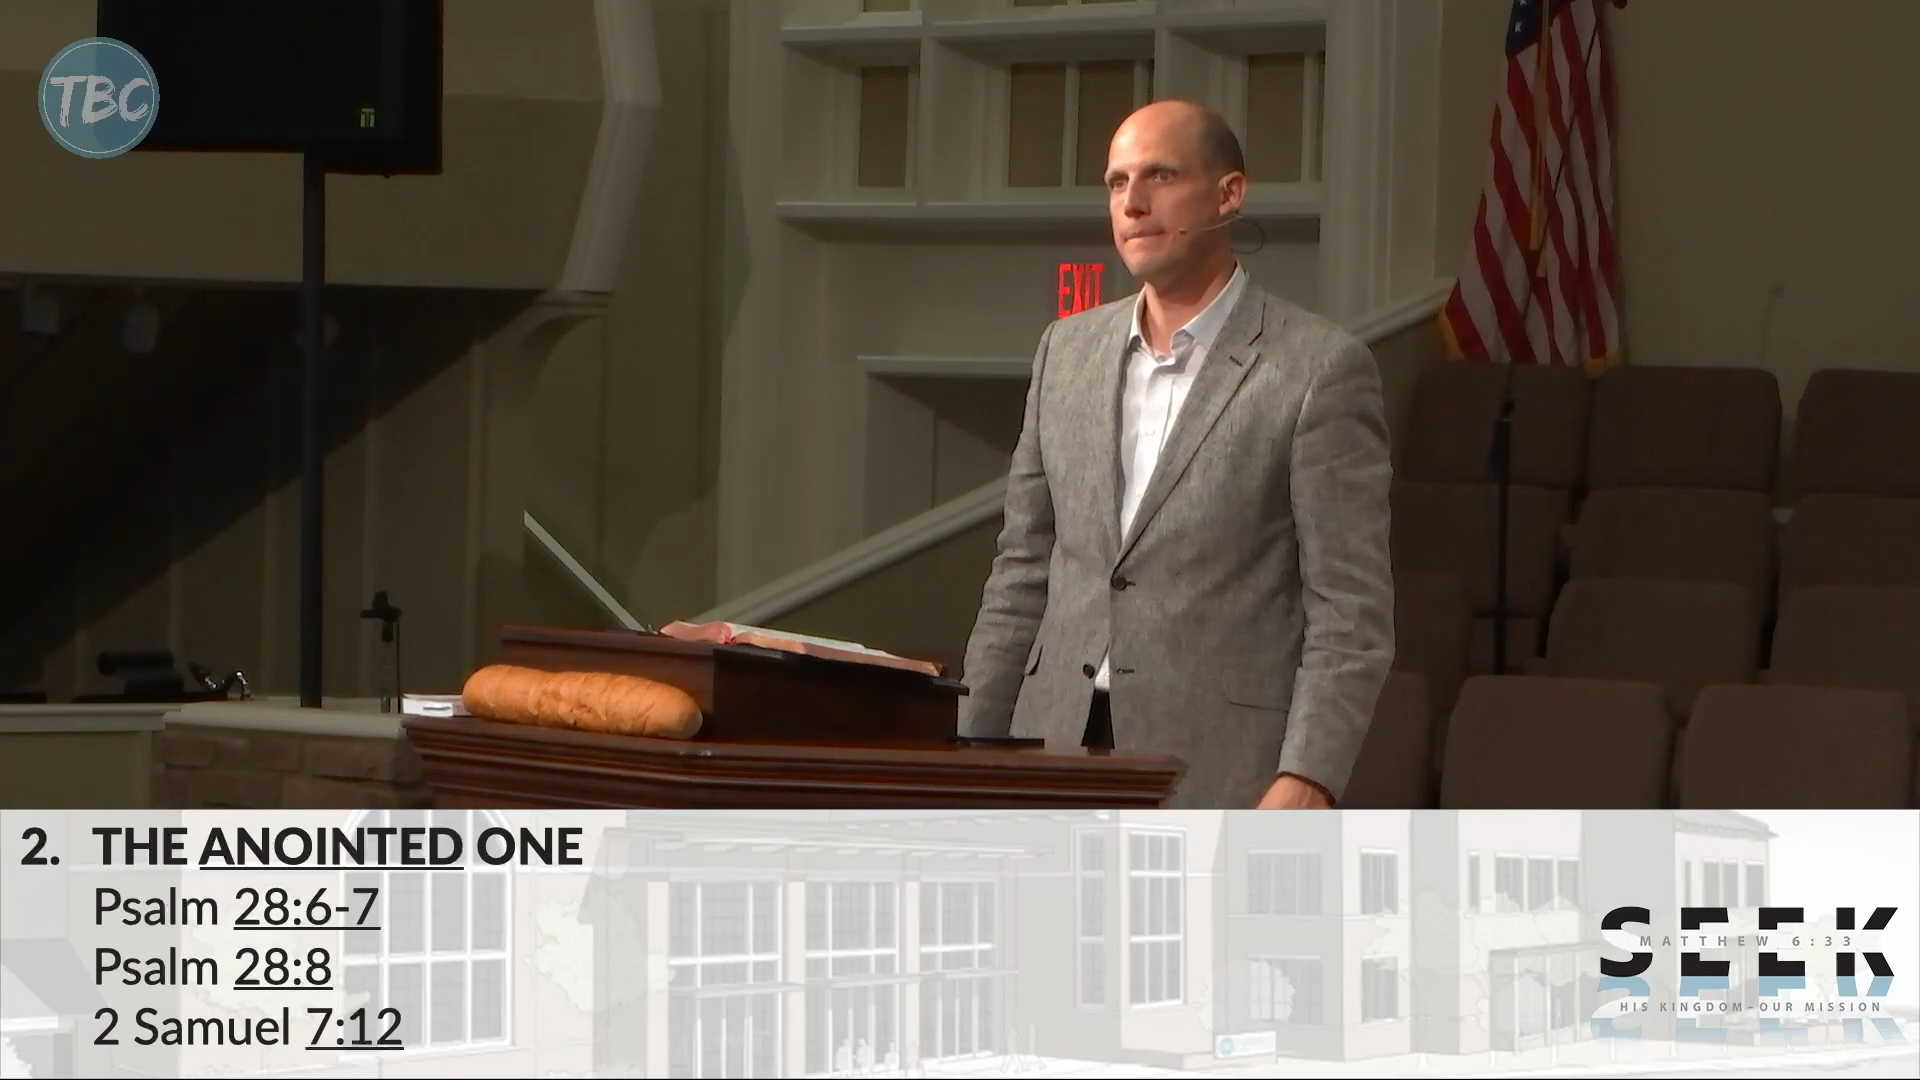 TBC
EXIT
2. THE ANOINTED ONE
Psalm 28:6-7
Psalm 28:8
2 Samuel 7:12
SEEK
MATTHEW 6:33
HIS KINGDOM-OUR MISSION